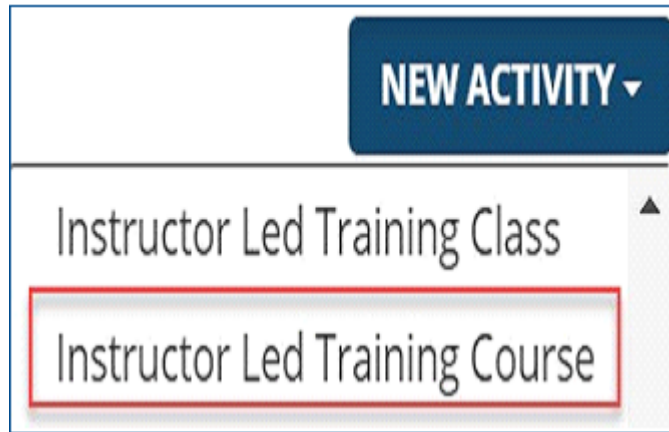 NEW ACTIVITY
Instructor Led Training Class
Instructor Led Training Course